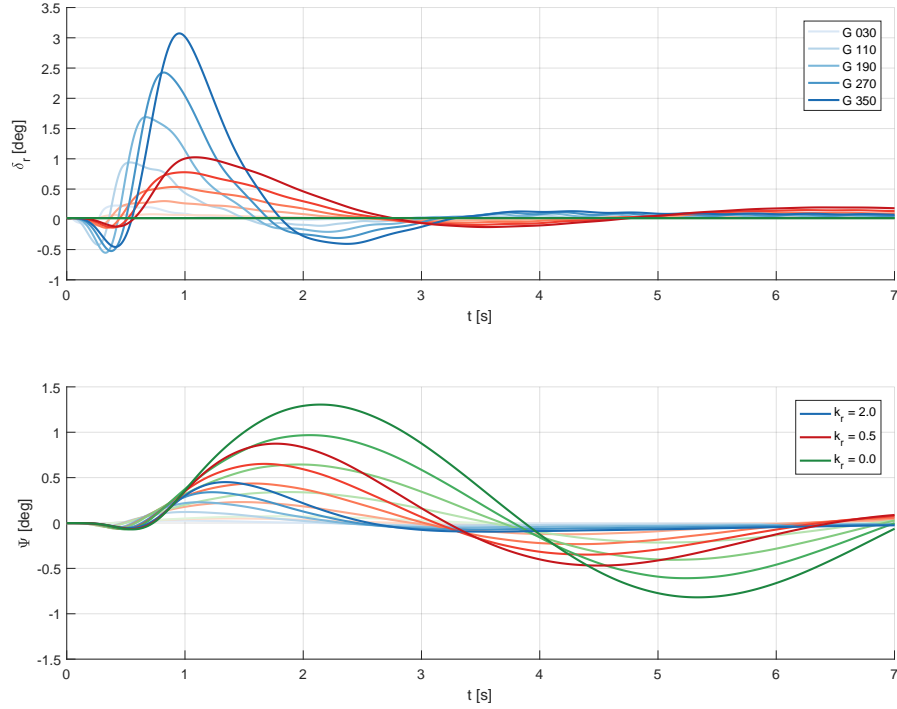 3.5
3
2.5
2
1.5
1
0.5
0
-0.5
-1
δr [deg]
G 030
G 110
G 190
G 270
G 350
0 1 2 3 4 5 6 7
t [s]
1.5
1
0.5
0
-0.5
-1
-1.5
Ψ [deg]
kr = 2.0
kr = 0.5
kr = 0.0
0 1 2 3 4 5 6 7
t [s]